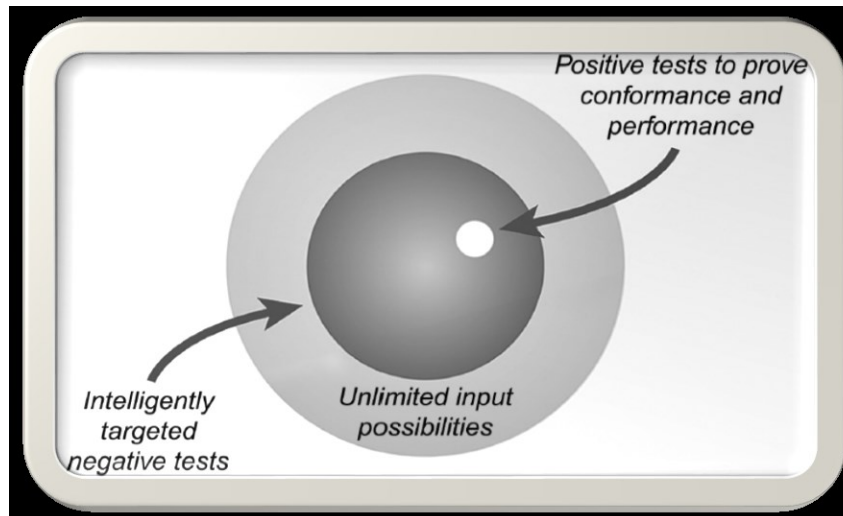 Positive tests to prove
conformance and
performance
Intelligently
targeted
negative tests
Unlimited input
possibilities